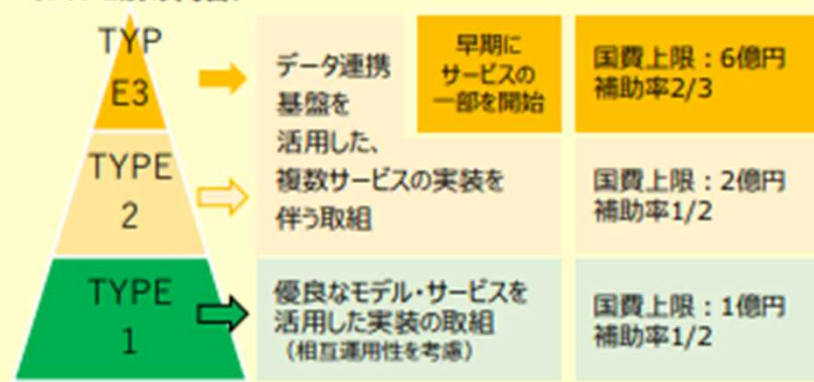 TYP
E3
データ連携
基盤を
活用した、
複数サービスの実装を
伴う取組
早期に
サービスの
一部を開始
国費上限：6億円
補助率2/3
TYPE
2
国費上限：2億円
補助率1/2
TYPE
1
優良なモデル・サービスを
活用した実装の取組
（相互運用性を考慮）
国費上限：1億円
補助率1/2